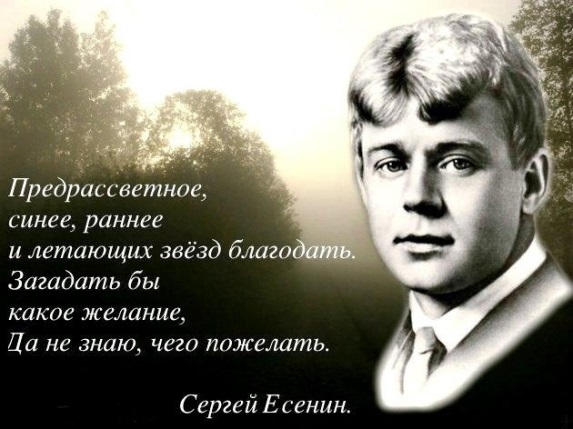 Предрассветное,
синее, раннее
и летающих звёзд благодать.
Загадать бы
какое желание,
Да не знаю, чего пожелать.
Сергей Есенин.